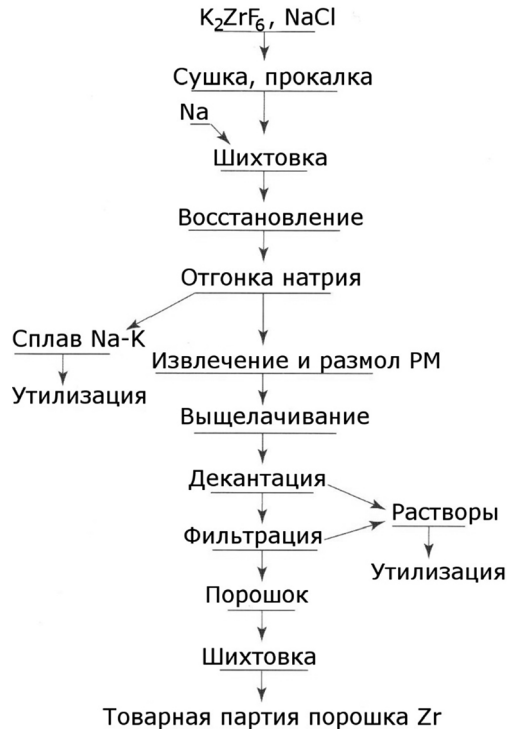 K₂ZrF₆, NaCl
Сушка, прокалка
Na
Шихтовка
Восстановление
Отгонка натрия
Сплав Na-K
Извлечение и размол РМ
Утилизация
Выщелачивание
Декантация
Растворы
Фильтрация
Утилизация
Порошок
Шихтовка
Товарная партия порошка Zr